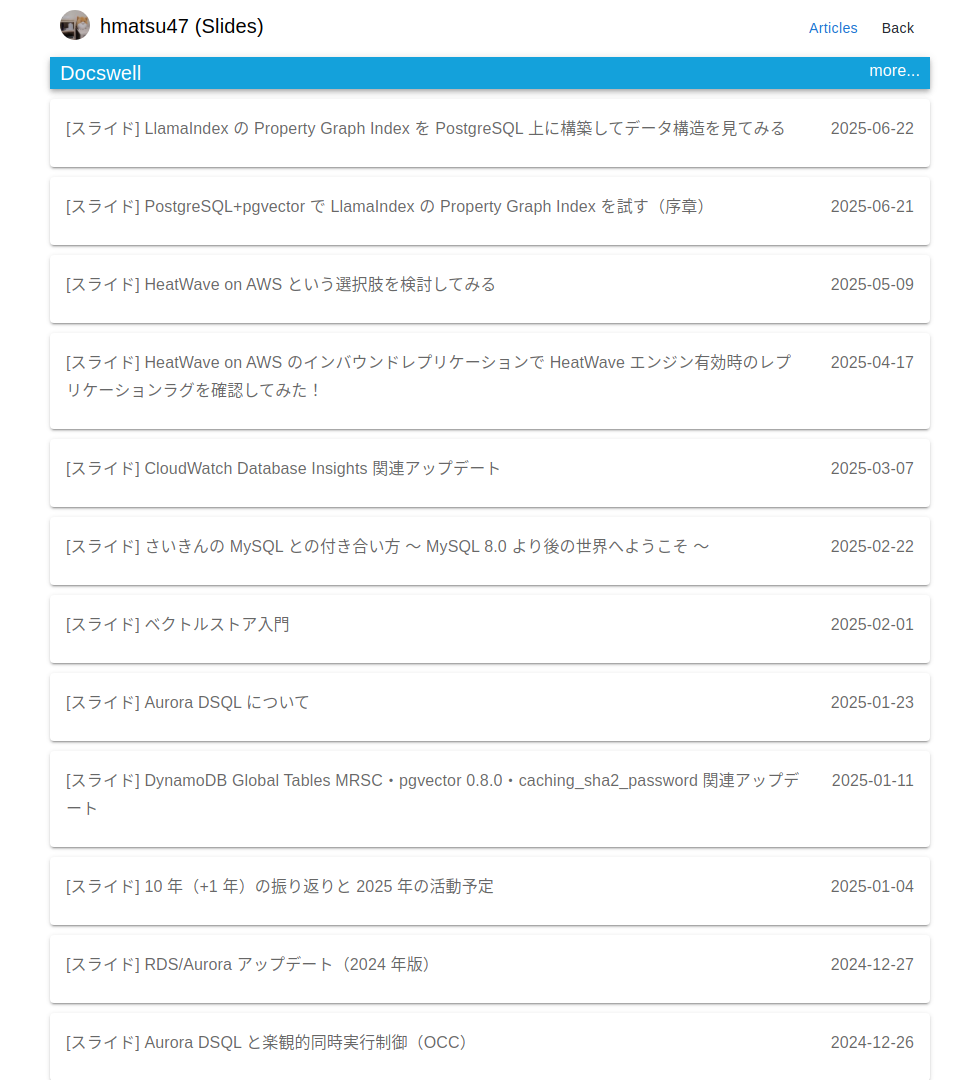 hmatsu47 (Slides)
Articles
Back
Docswell
more...
[スライド] LlamaIndex の Property Graph Index を PostgreSQL 上に構築してデータ構造を見てみる
2025-06-22
[スライド] PostgreSQL+pgvector で LlamaIndex の Property Graph Index を試す（序章）
2025-06-21
[スライド] HeatWave on AWS という選択肢を検討してみる
2025-05-09
[スライド] HeatWave on AWS のインバウンドレプリケーションで HeatWave エンジン有効時のレプ
リケーションラグを確認してみた！
2025-04-17
[スライド] CloudWatch Database Insights 関連アップデート
2025-03-07
[スライド] さいきんの MySQL との付き合い方 〜 MySQL 8.0 より後の世界へようこそ 〜
2025-02-22
[スライド] ベクトルストア入門
2025-02-01
[スライド] Aurora DSQL について
2025-01-23
[スライド] DynamoDB Global Tables MRSC・pgvector 0.8.0・caching_sha2_password 関連アップデ
ート
2025-01-11
[スライド] 10 年（+1 年）の振り返りと 2025 年の活動予定
2025-01-04
[スライド] RDS/Aurora アップデート（2024 年版）
2024-12-27
[スライド] Aurora DSQL と楽観的同時実行制御（OCC）
2024-12-26